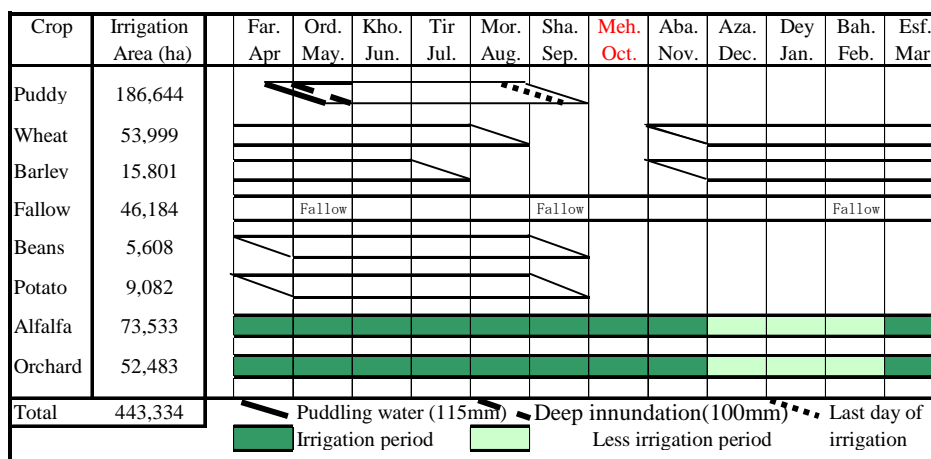 Crop Irrigation Far. Ord. Kho. Tir Mor. Sha. Meh. Aba. Aza. Dey Bah. Esf.
Area (ha) Apr May. Jun. Jul. Aug. Sep. Oct. Nov. Dec. Jan. Feb. Mar
Puddy 186,644
Wheat 53,999
Barley 15,801
Fallow 46,184 Fallow Fallow Fallow
Beans 5,608
Potato 9,082
Alfalfa 73,533
Orchard 52,483
Total 443,334 Puddling water (115mm) Deep innundation(100mm) Last day of
Irrigation period Less irrigation period irrigation